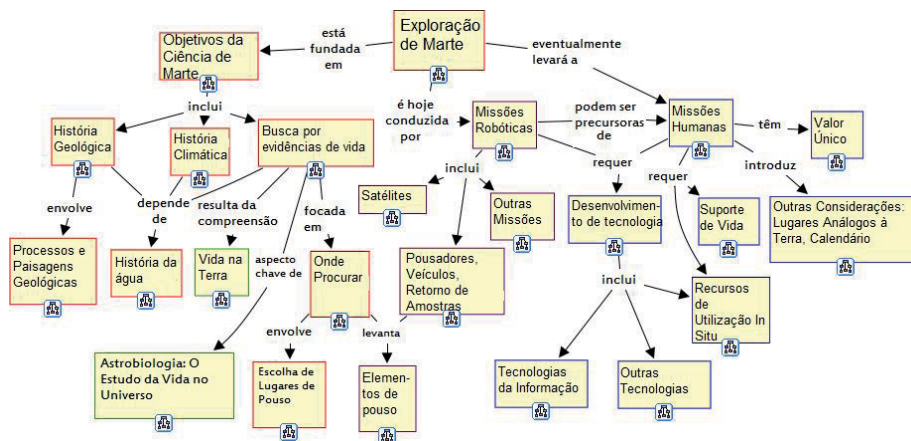 Exploração
de Marte
está
fundada
em
Objetivos da
Ciência de
Marte
eventualmente
levará a
inclui
é hoje
conduzida
por
Missões
Robóticas
podem ser
precursoras
de
Missões
Humanas
têm
Valor
Único
História
Geológica
História
Climática
Busca por
evidências de vida
requer
requer
introduz
inclui
Satélites
Outras
Missões
Desenvolvimen
to de tecnologia
Suporte
de Vida
Outras Considerações:
Lugares Análogos à
Terra, Calendário
envolve
depende
de
resulta da
compreensão
focada
em
aspecto
chave de
Processos e
Paisagens
Geológicas
História da
água
Vida na
Terra
Onde
Procurar
Pousadores,
Veículos,
Retorno de
Amostras
inclui
Recursos
de
Utilização In
Situ
envolve
levanta
Astrobiologia: O
Estudo da Vida no
Universo
Escolha de
Lugares de
Pouso
Elemen-
tos de
pouso
Tecnologias
da Informação
Outras
Tecnologias